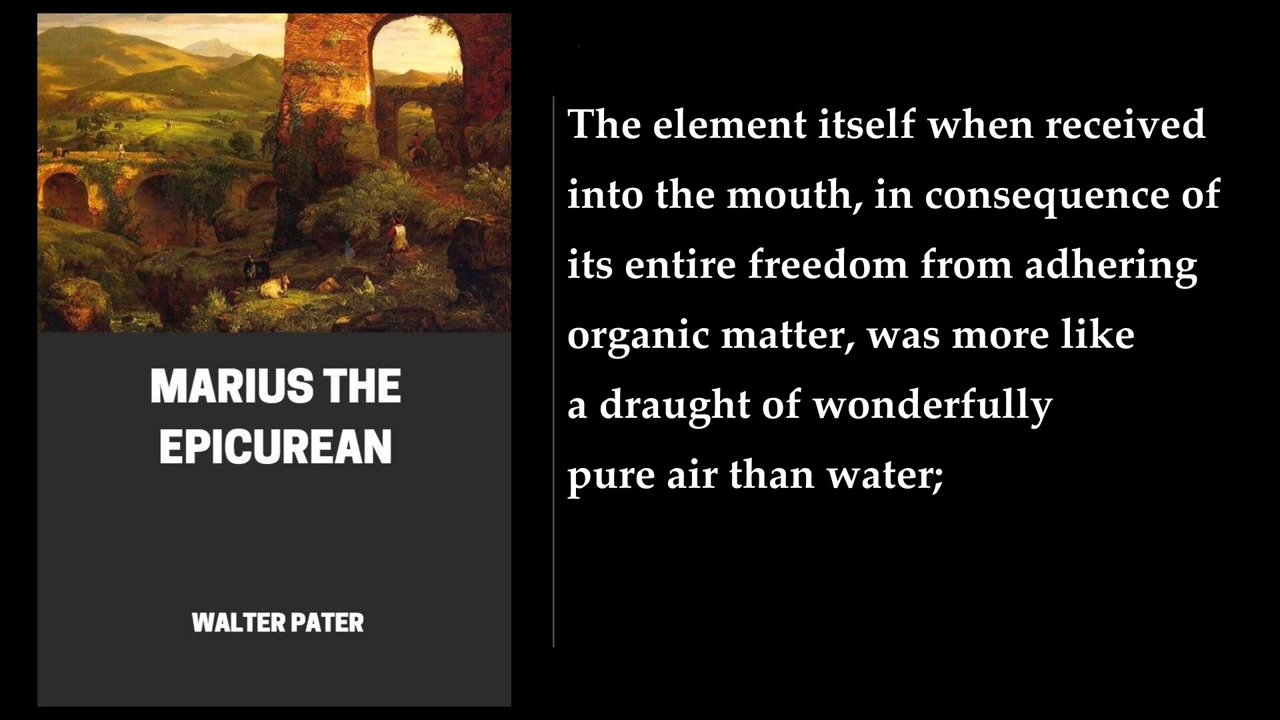 MARIUS THE
EPICUREAN
WALTER PATER
The element itself when received
into the mouth, in consequence of
its entire freedom from adhering
organic matter, was more like
a draught of wonderfully
pure air than water;